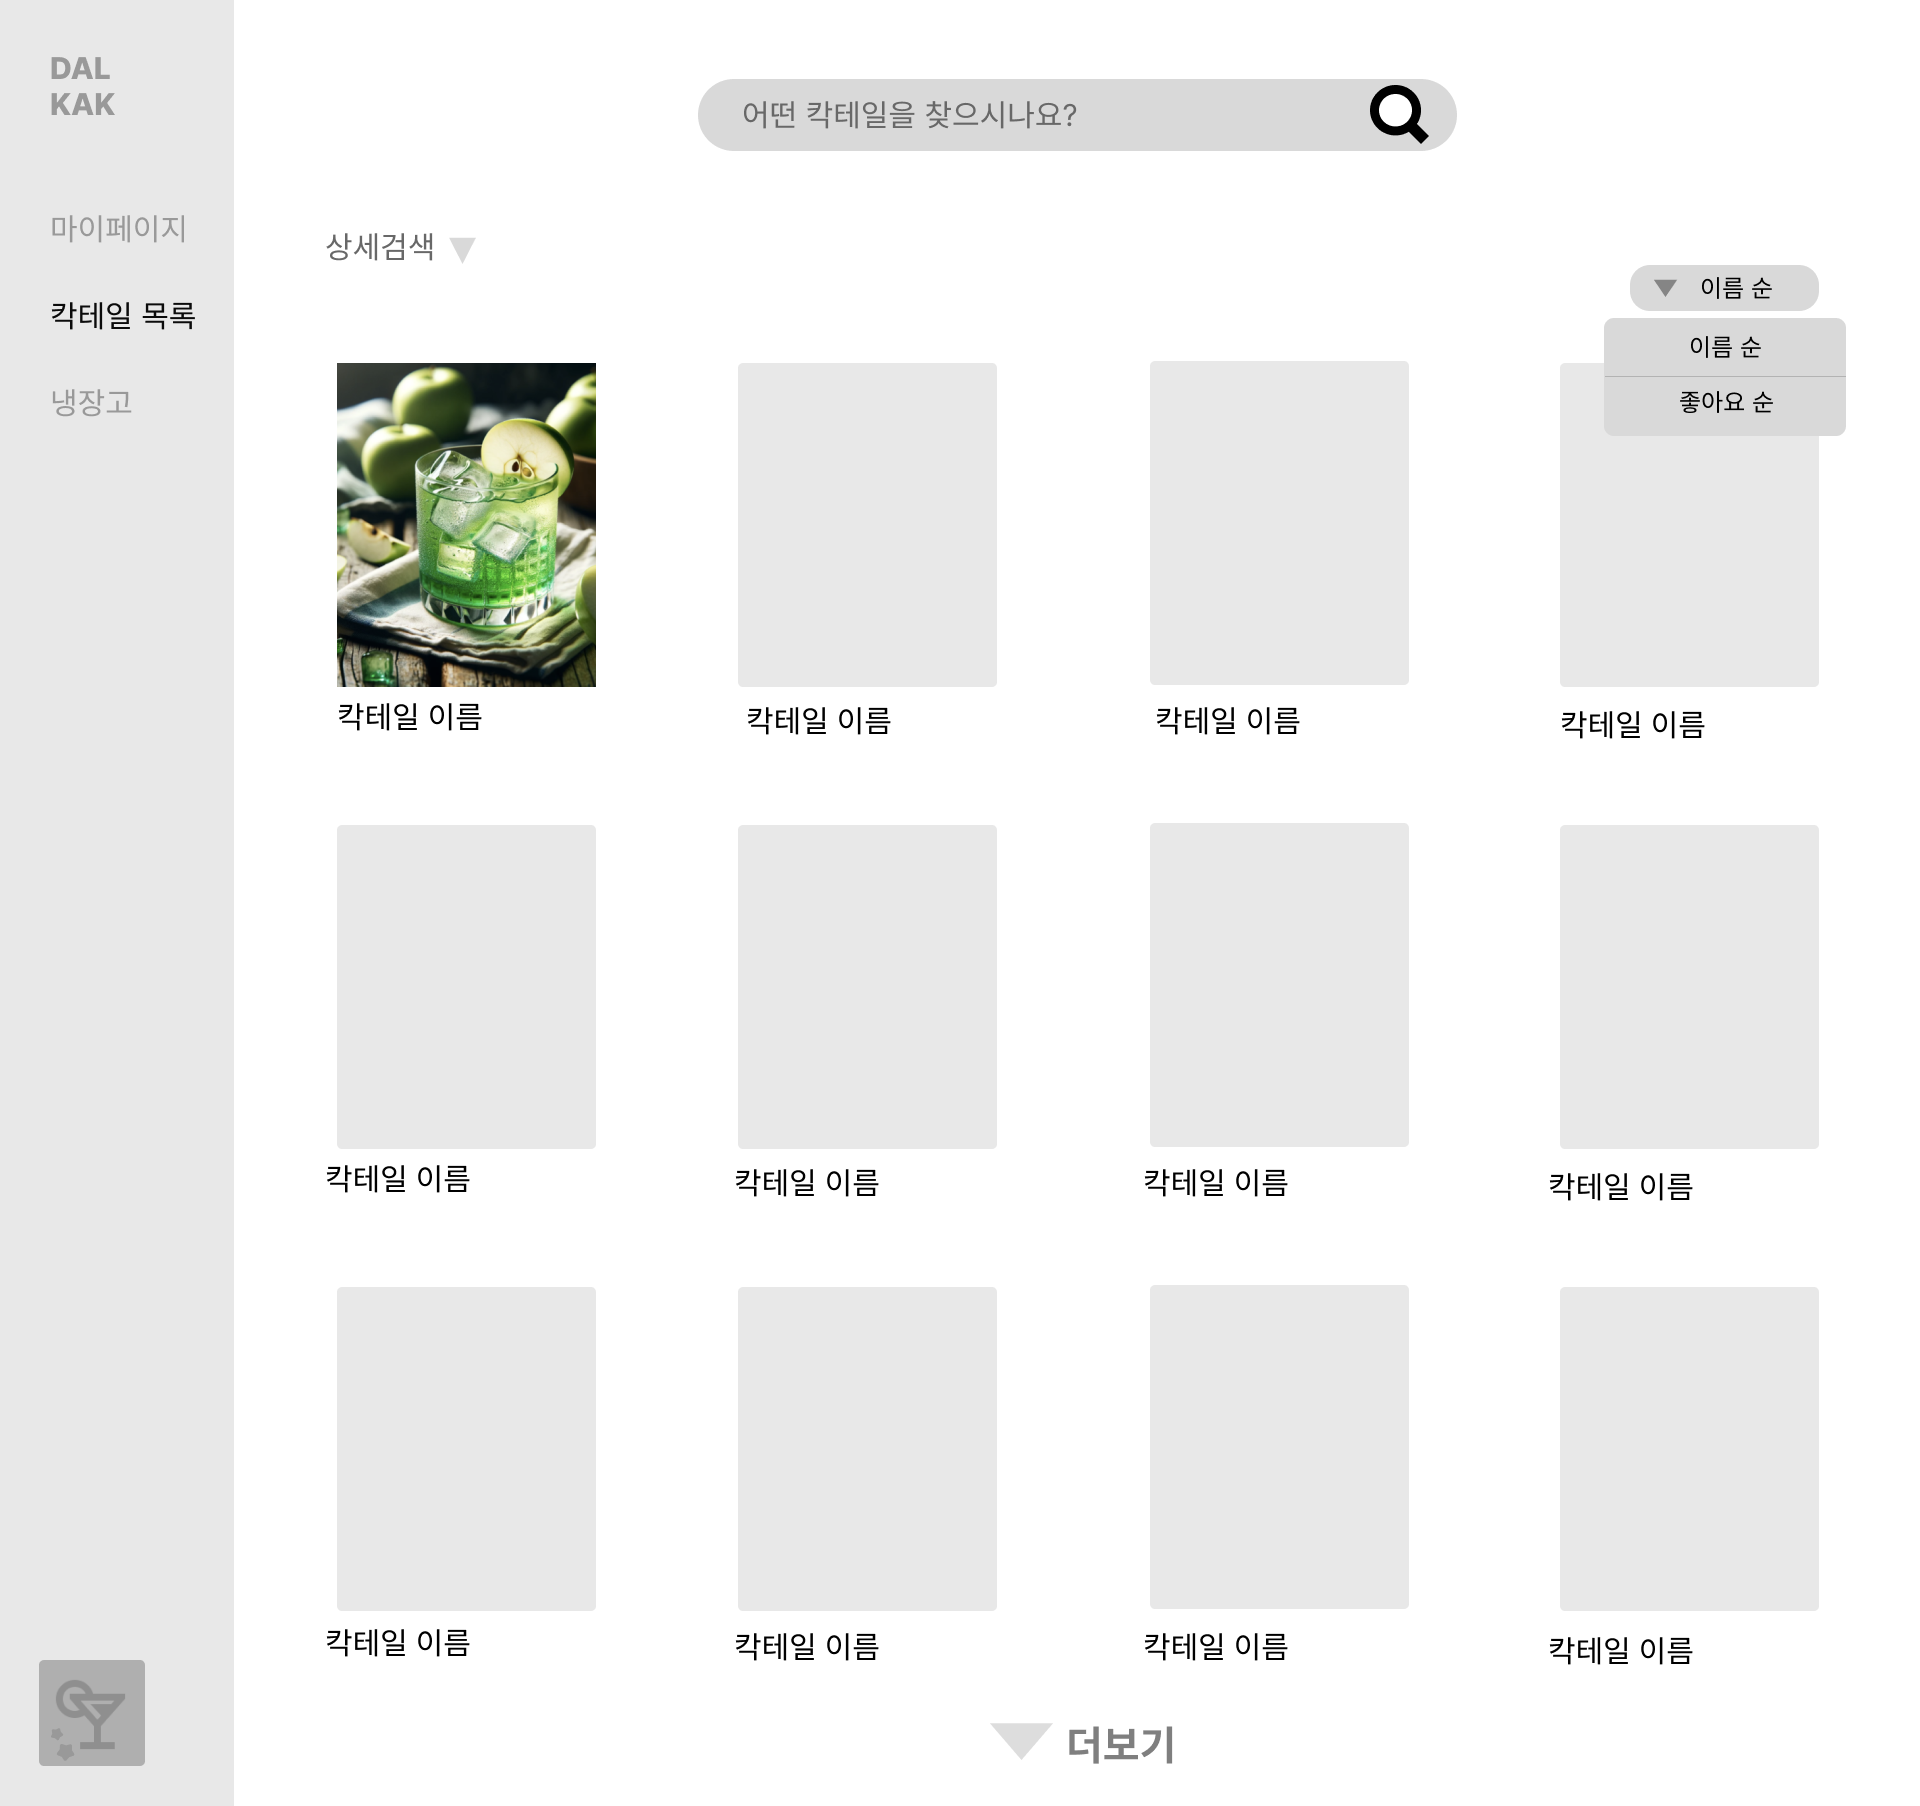 DAL
KAK
마이페이지
칵테일 목록
냉장고
어떤 칵테일을 찾으시나요?
상세검색
이름 순
이름 순
좋아요 순
칵테일 이름
칵테일 이름
칵테일 이름
칵테일 이름
칵테일 이름
칵테일 이름
칵테일 이름
칵테일 이름
칵테일 이름
칵테일 이름
칵테일 이름
칵테일 이름
더보기